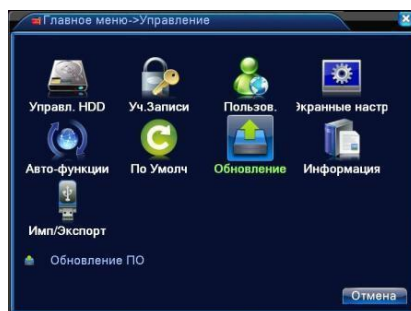 Главное меню->Управление
Управл. HDD
Уч.Записи
Пользов.
Экранные настр
Авто-функции
По Умолч
Обновление
Информация
Имп/Экспорт
Обновление ПО
Отмена